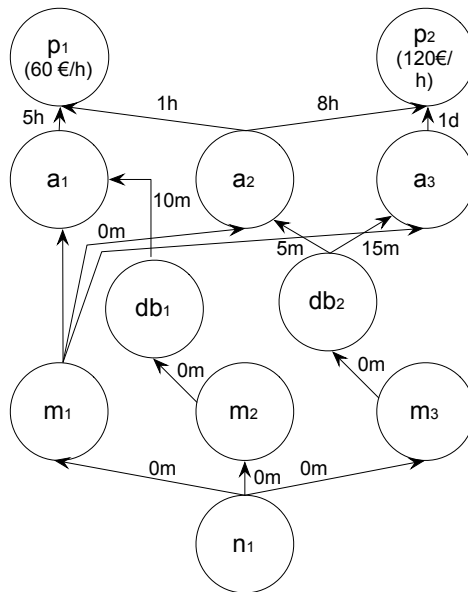 p1
(60 €/h)
p2
(120€/
h)
1h
8h
5h
1d
a1
a2
a3
10m
0m
5m
15m
db1
db2
0m
0m
m1
m2
m3
0m
0m
0m
n1